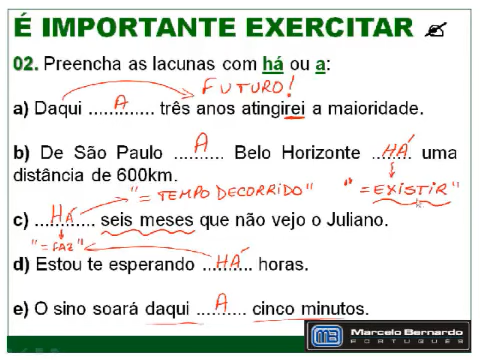 É IMPORTANTE EXERCITAR
02. Preencha as lacunas com há ou a:
FUTURO!
a) Daqui ......A....... três anos atingirei a maioridade.
b) De São Paulo ....A..... Belo Horizonte ..HÁ.. uma
distância de 600km.
"= TEMPO DECORRIDO" "= EXISTIR"
c) ....HÁ....... seis meses que não vejo o Juliano.
"= FAZ"
d) Estou te esperando ..HÁ.... horas.
e) O sino soará daqui ....A.... cinco minutos.
MB Marcelo Bernardo
PORTUGUÊS